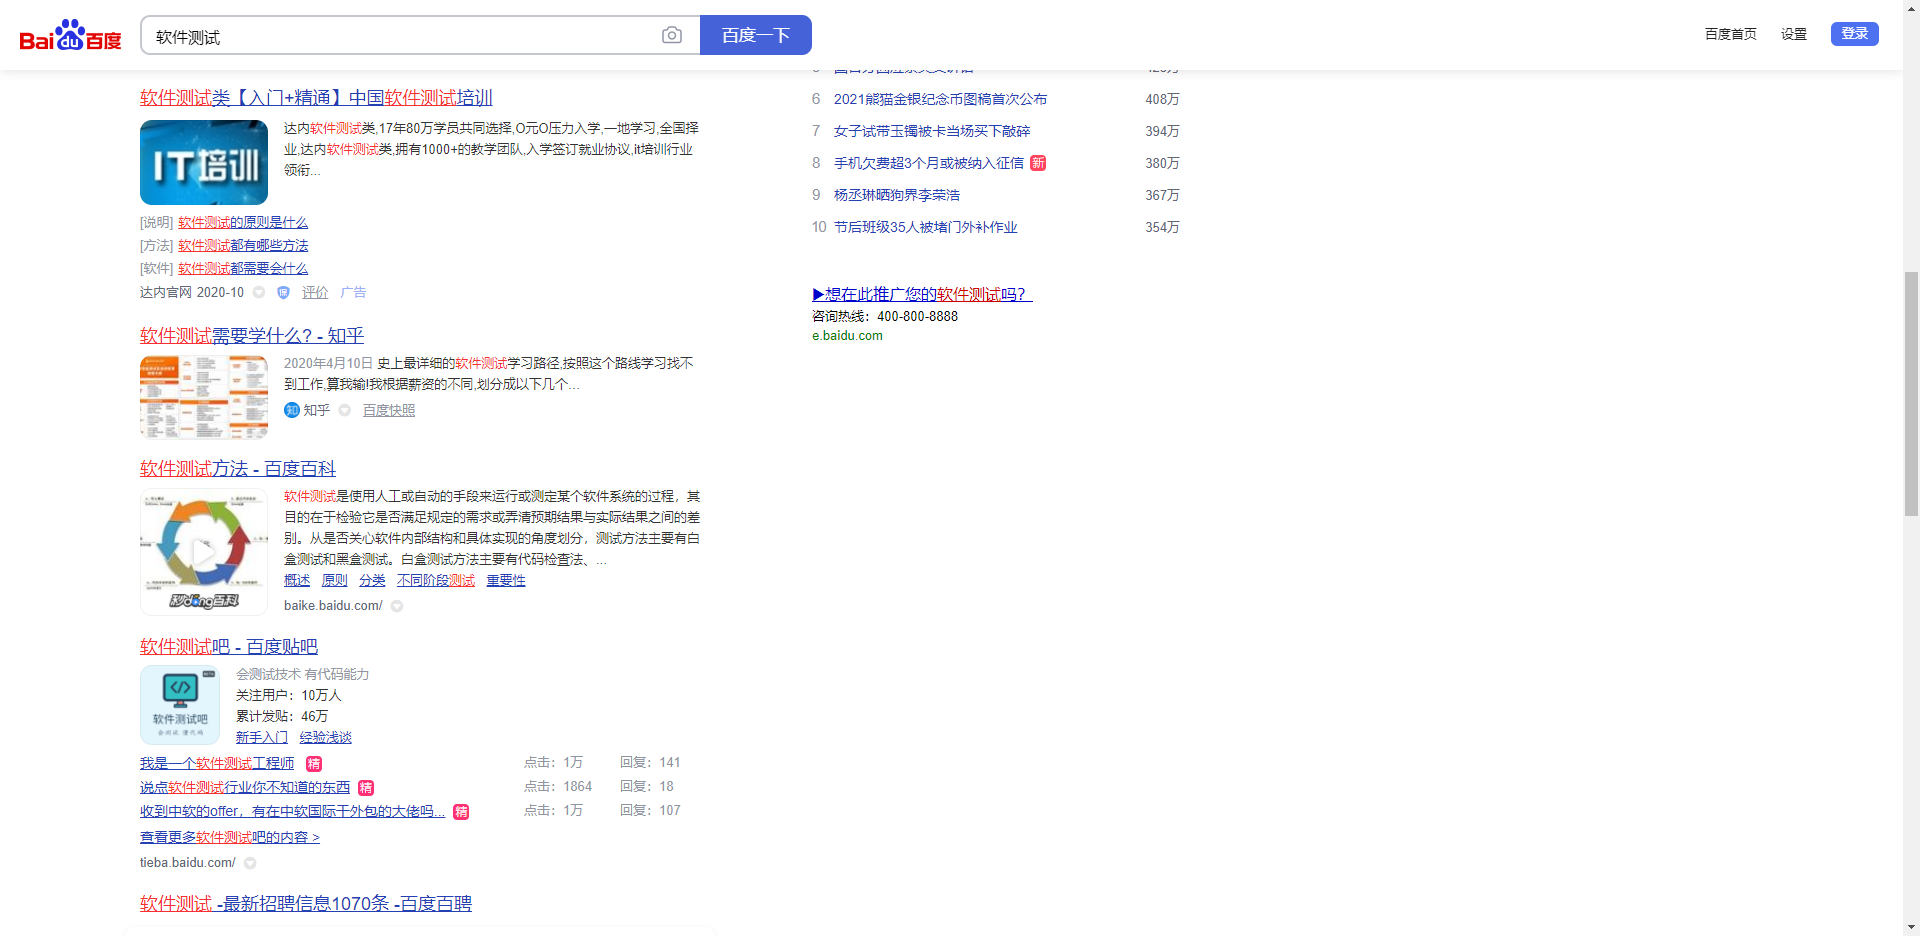 Bai du 百度
软件测试
百度一下
百度首页
设置
登录
软件测试类【入门+精通】中国软件测试培训
IT培训
达内软件测试类,17年80万学员共同选择,O元O压力入学,一地学习,全国择
业,达内软件测试类,拥有1000+的教学团队,入学签订就业协议,it培训行业
领衔...
[说明] 软件测试的原则是什么
[方法] 软件测试都有哪些方法
[软件] 软件测试都需要会什么
达内官网 2020-10 保 评价 广告
软件测试需要学什么? - 知乎
2020年4月10日 史上最详细的软件测试学习路径,按照这个路线学习找不
到工作,算我输!我根据薪资的不同,划分成以下几个...
知 知乎 百度快照
软件测试方法 - 百度百科
软件测试是使用人工或自动的手段来运行或测定某个软件系统的过程，其
目的在于检验它是否满足规定的需求或弄清预期结果与实际结果之间的差
别。从是否关心软件内部结构和具体实现的角度划分，测试方法主要有白
盒测试和黑盒测试。白盒测试方法主要有代码检查法、...
秒dong百科
概述 原则 分类 不同阶段测试 重要性
baike.baidu.com/
软件测试吧 - 百度贴吧
软件测试吧
会测试技术 有代码能力
关注用户：10万人
累计发贴：46万
新手入门 经验浅谈
我是一个软件测试工程师 精 点击：1万 回复：141
说点软件测试行业你不知道的东西 精 点击：1864 回复：18
收到中软的offer，有在中软国际干外包的大佬吗... 精 点击：1万 回复：107
查看更多软件测试吧的内容 >
tieba.baidu.com/
软件测试 -最新招聘信息1070条 -百度百聘
6 2021熊猫金银纪念币图稿首次公布 408万
7 女子试带玉镯被卡当场买下敲碎 394万
8 手机欠费超3个月或被纳入征信 新 380万
9 杨丞琳晒狗界李荣浩 367万
10 节后班级35人被堵门外补作业 354万
▶想在此推广您的软件测试吗？
咨询热线：400-800-8888
e.baidu.com